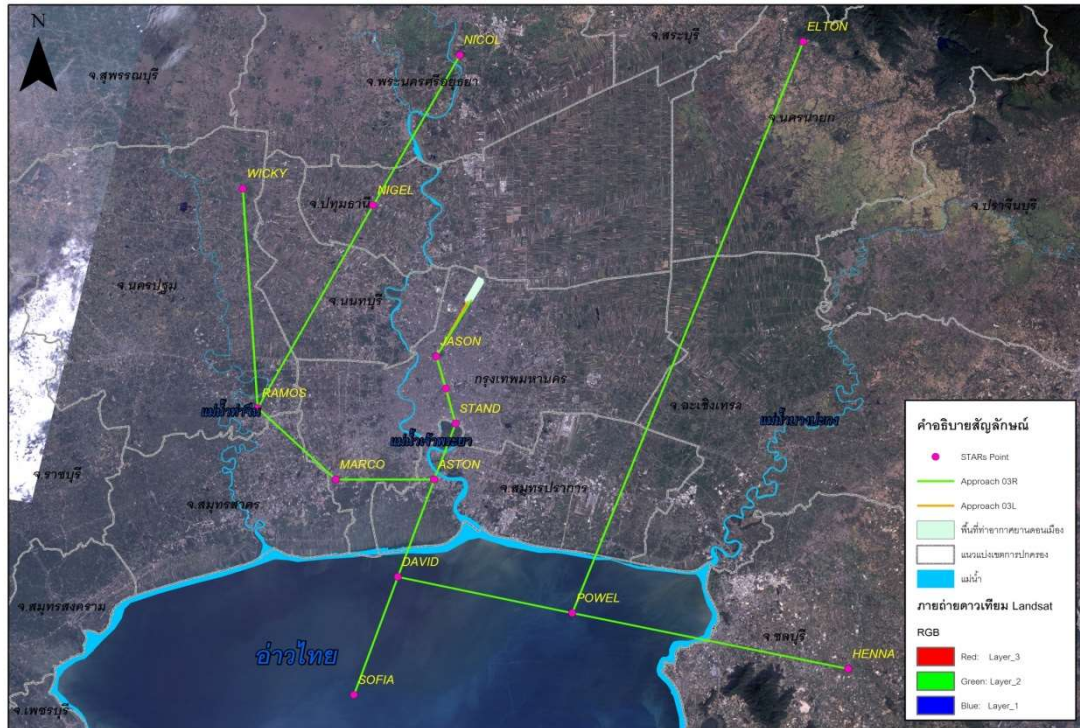 N
NICOL
ELTON
จ.สระบุรี
จ.สุพรรณบุรี
จ.พระนครศรีอยุธยา
จ.นครนายก
WICKY
NIGEL
จ.ปทุมธานี
จ.ปราจีนบุรี
จ.นครปฐม
จ.นนทบุรี
JASON
กรุงเทพมหานคร
RAMOS
แม่น้ำท่าจีน
STAND
จ.ฉะเชิงเทรา
แม่น้ำบางปะกง
แม่น้ำเจ้าพระยา
MARCO
ASTON
จ.ราชบุรี
จ.สมุทรสาคร
จ.สมุทรปราการ
DAVID
จ.สมุทรสงคราม
POWEL
จ.ชลบุรี
อ่าวไทย
HENNA
SOFIA
จ.เพชรบุรี
คำอธิบายสัญลักษณ์
STARs Point
Approach 03R
Approach 03L
พื้นที่ท่าอากาศยานดอนเมือง
แนวแบ่งเขตการปกครอง
แม่น้ำ
ภายถ่ายดาวเทียม Landsat
RGB
Red: Layer_3
Green: Layer_2
Blue: Layer_1